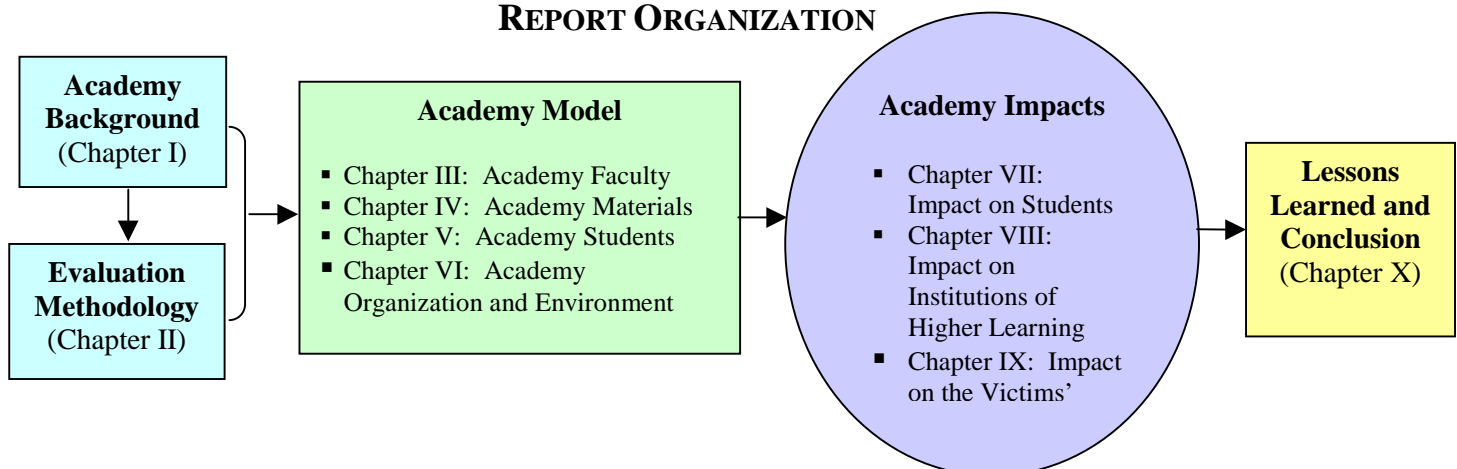 REPORT ORGANIZATION
Academy
Background
(Chapter I)
Evaluation
Methodology
(Chapter II)
Academy Model
▪ Chapter III: Academy Faculty
▪ Chapter IV: Academy Materials
▪ Chapter V: Academy Students
▪ Chapter VI: Academy
Organization and Environment
Academy Impacts
▪ Chapter VII:
Impact on Students
▪ Chapter VIII:
Impact on
Institutions of
Higher Learning
▪ Chapter IX: Impact
on the Victims’
Lessons
Learned and
Conclusion
(Chapter X)